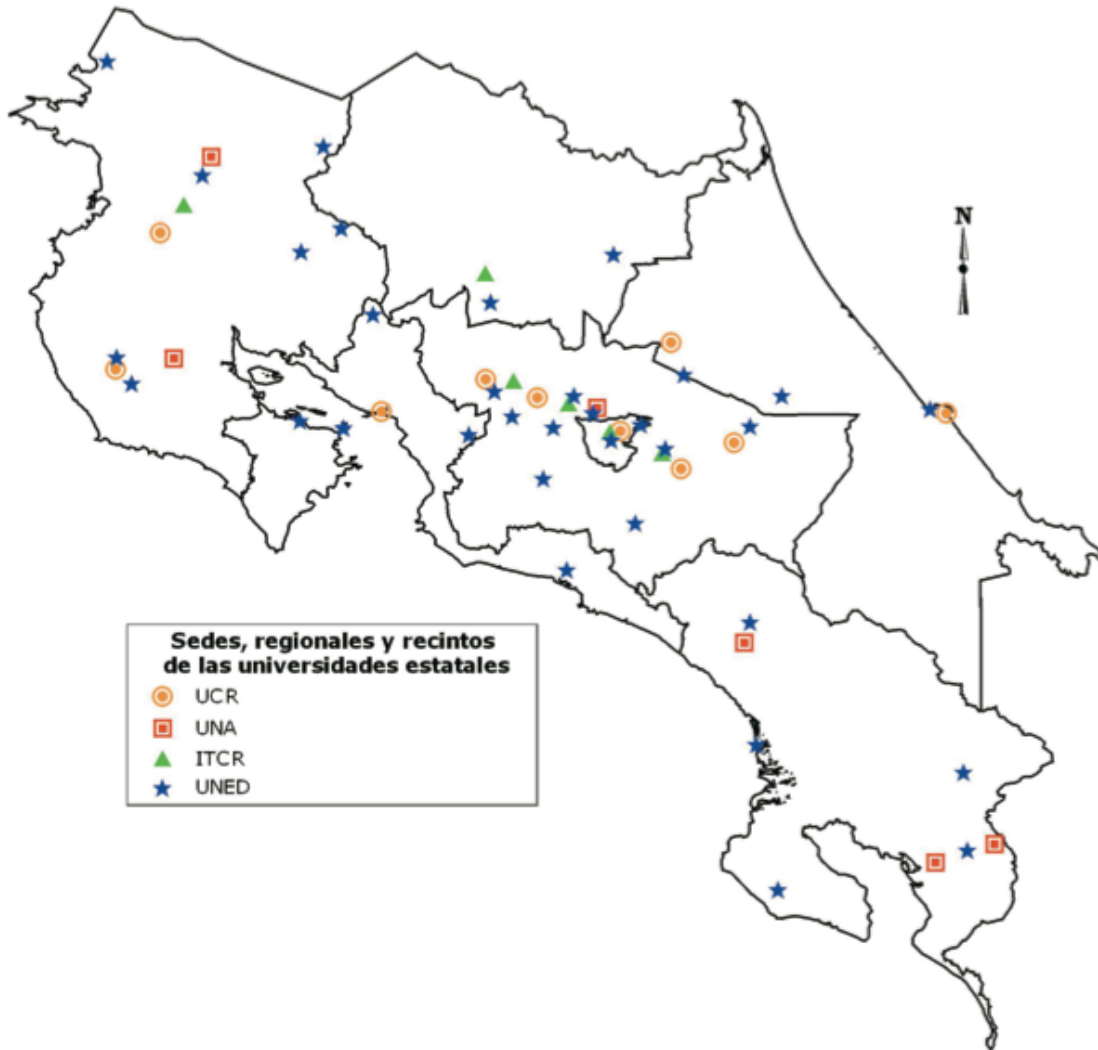 N
Sedes, regionales y recintos
de las universidades estatales
UCR
UNA
ITCR
UNED